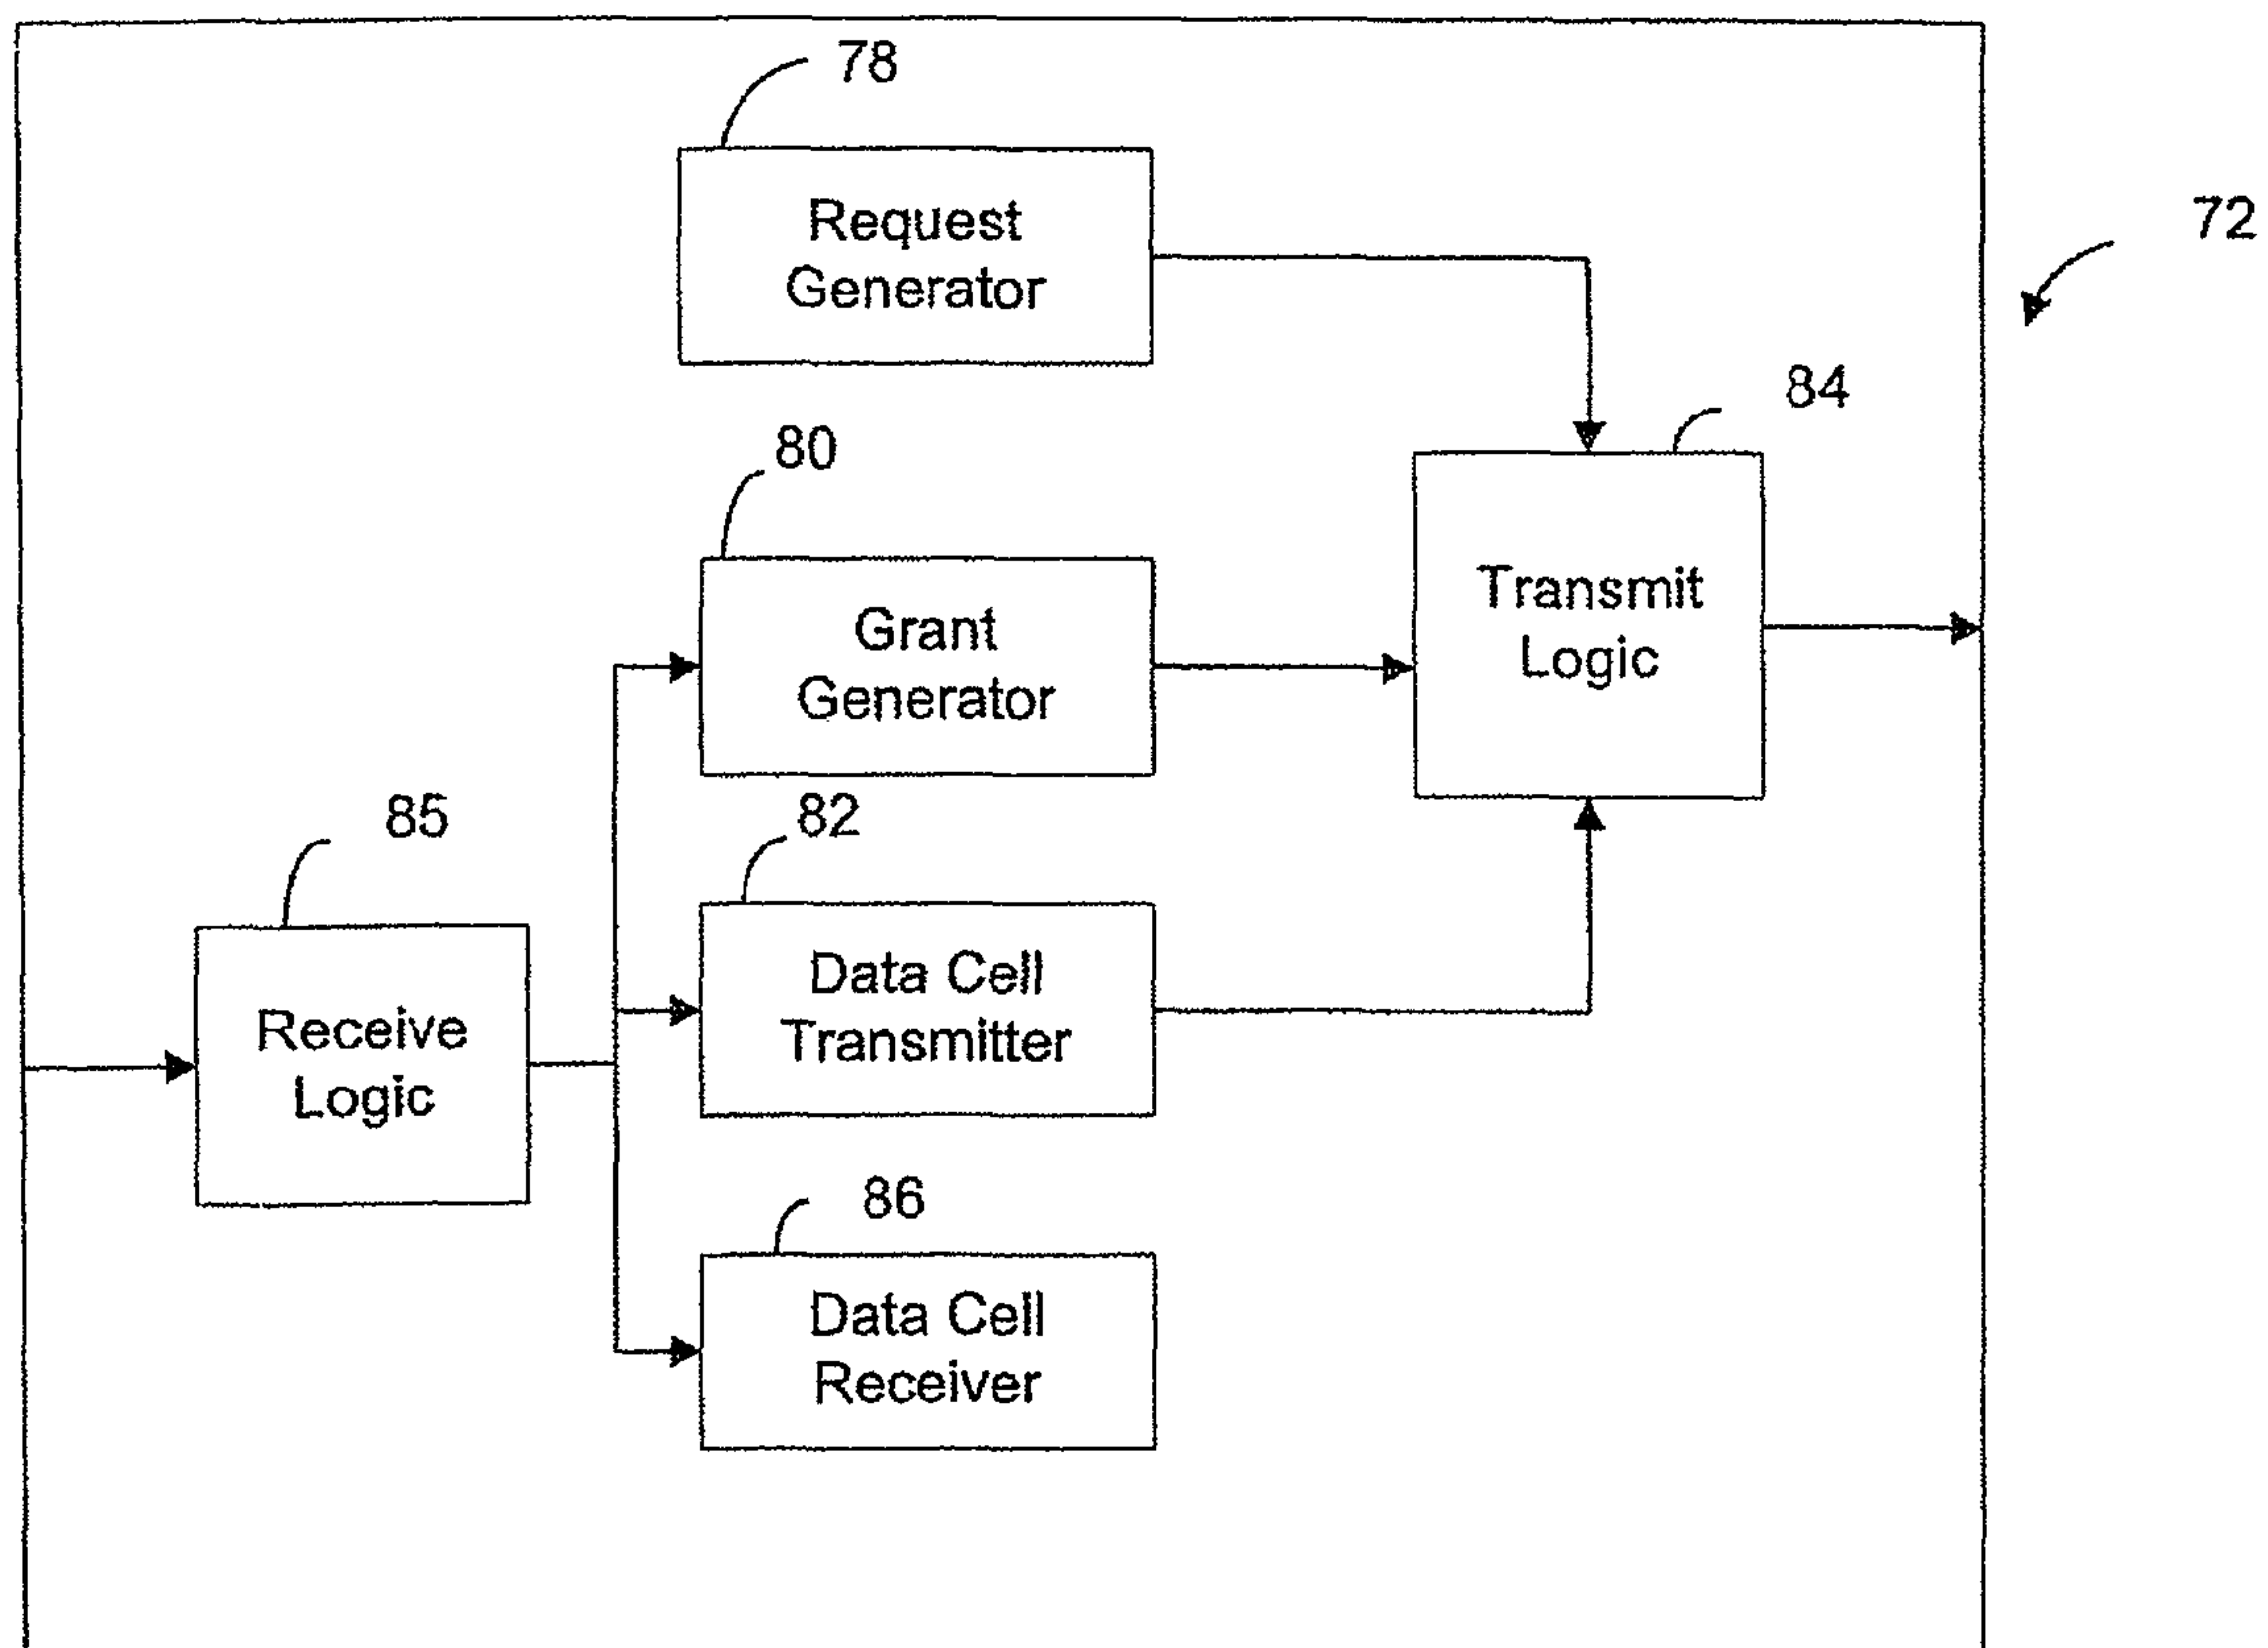 78
Request
Generator
72
84
80
Transmit
Logic
Grant
Generator
85
82
Receive
Logic
Data Cell
Transmitter
86
Data Cell
Receiver